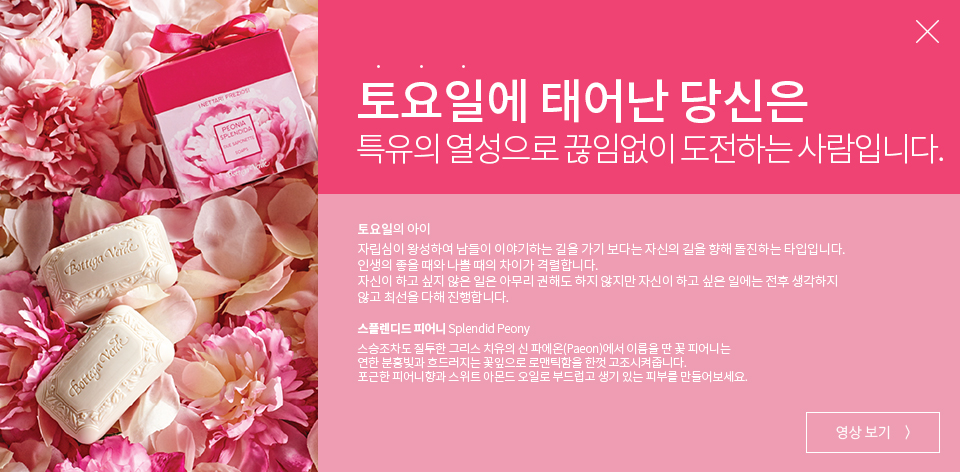 I NETTARI PREZIOSI
PEONIA
SPLENDIDA
DUE SAPONETTE
SOAPS
Bottega Verde
Bottega Verde
토요일에 태어난 당신은
특유의 열성으로 끊임없이 도전하는 사람입니다.
토요일의 아이
자립심이 왕성하여 남들이 이야기하는 길을 가기 보다는 자신의 길을 향해 돌진하는 타입입니다.
인생의 좋을 때와 나쁠 때의 차이가 격렬합니다.
자신이 하고 싶지 않은 일은 아무리 권해도 하지 않지만 자신이 하고 싶은 일에는 전후 생각하지
않고 최선을 다해 진행합니다.
스플렌디드 피어니 Splendid Peony
스승조차도 질투한 그리스 치유의 신 파에온(Paeon)에서 이름을 딴 꽃 피어니는
연한 분홍빛과 흐드러지는 꽃잎으로 로맨틱함을 한껏 고조시켜줍니다.
포근한 피어니향과 스위트 아몬드 오일로 부드럽고 생기 있는 피부를 만들어보세요.
영상 보기 〉